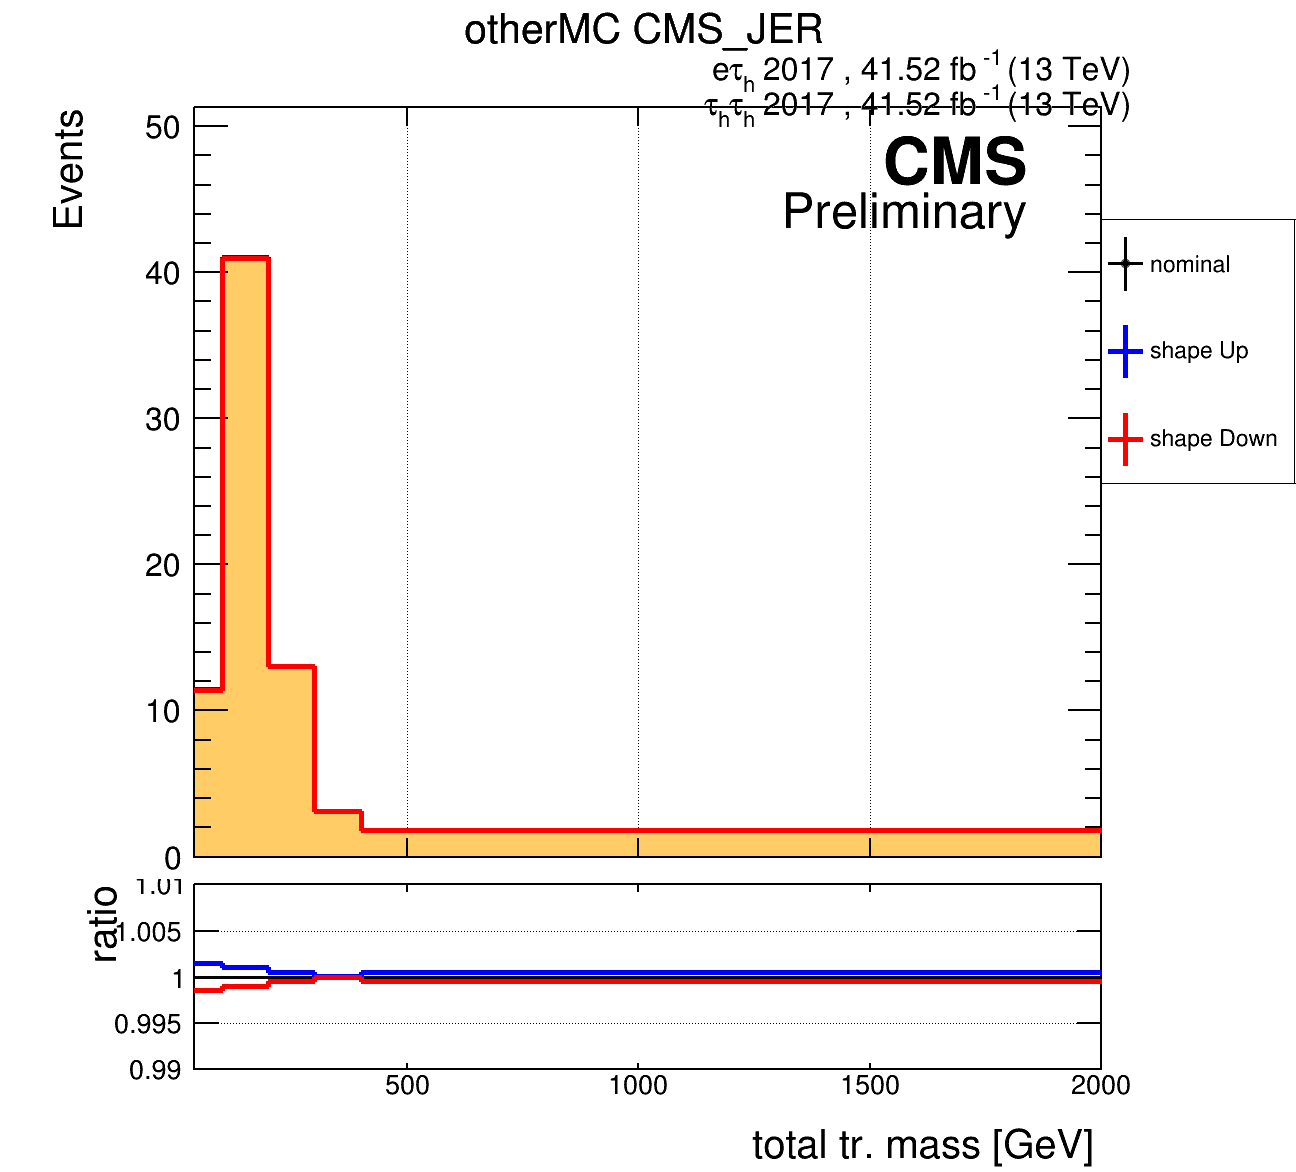 otherMC CMS_JER
eτh 2017 , 41.52 fb -1 (13 TeV)
τhτh 2017 , 41.52 fb -1 (13 TeV)
CMS
Preliminary
Events
50
40
30
20
10
0
nominal
shape Up
shape Down
ratio
1.01
1.005
1
0.995
0.99
500
1000
1500
2000
total tr. mass [GeV]